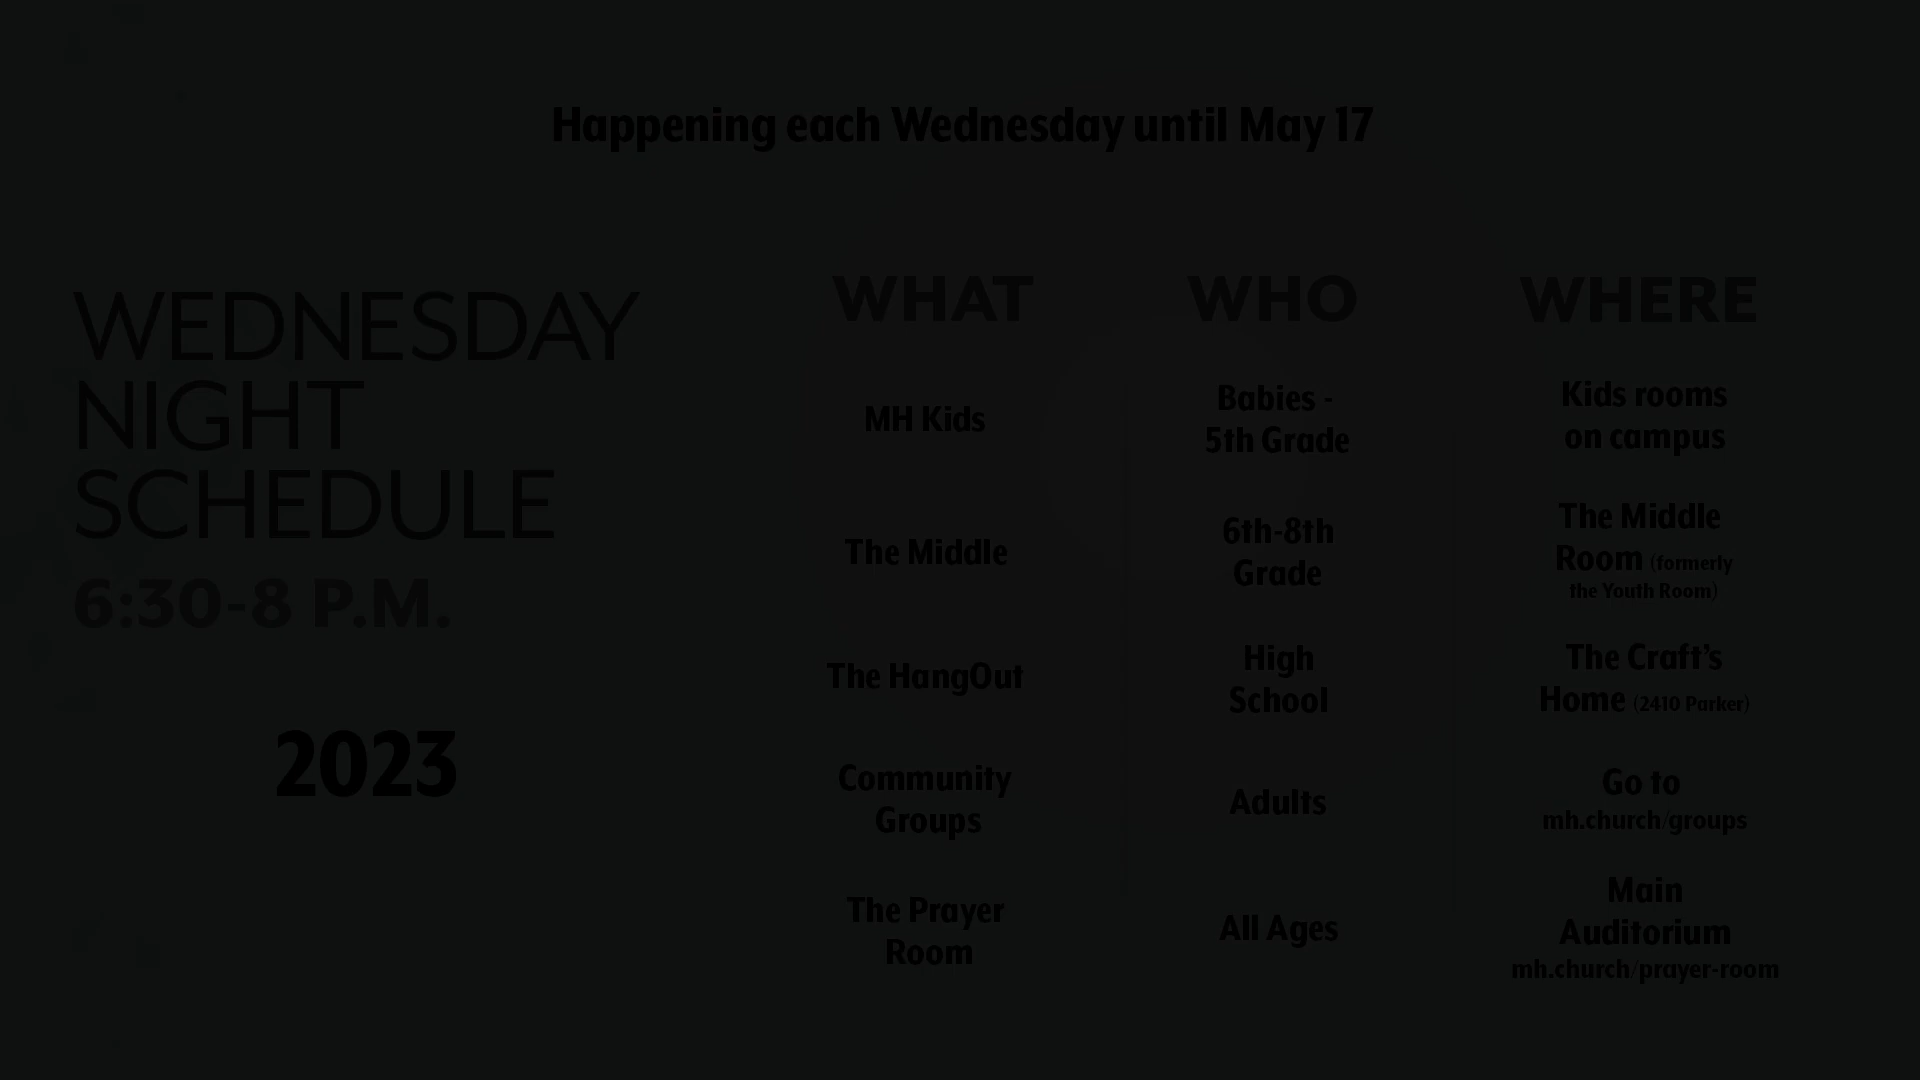 Happening each Wednesday until May 17
WEDNESDAY
NIGHT
SCHEDULE
6:30-8 P.M.
2023
WHAT WHO WHERE
MH Kids
Babies -
5th Grade
Kids rooms
on campus
The Middle
6th-8th
Grade
The Middle
Room (formerly
the Youth Room)
The HangOut
High
School
The Craft’s
Home (2410 Parker)
Community
Groups
Adults
Go to
mh.church/groups
The Prayer
Room
All Ages
Main
Auditorium
mh.church/prayer-room